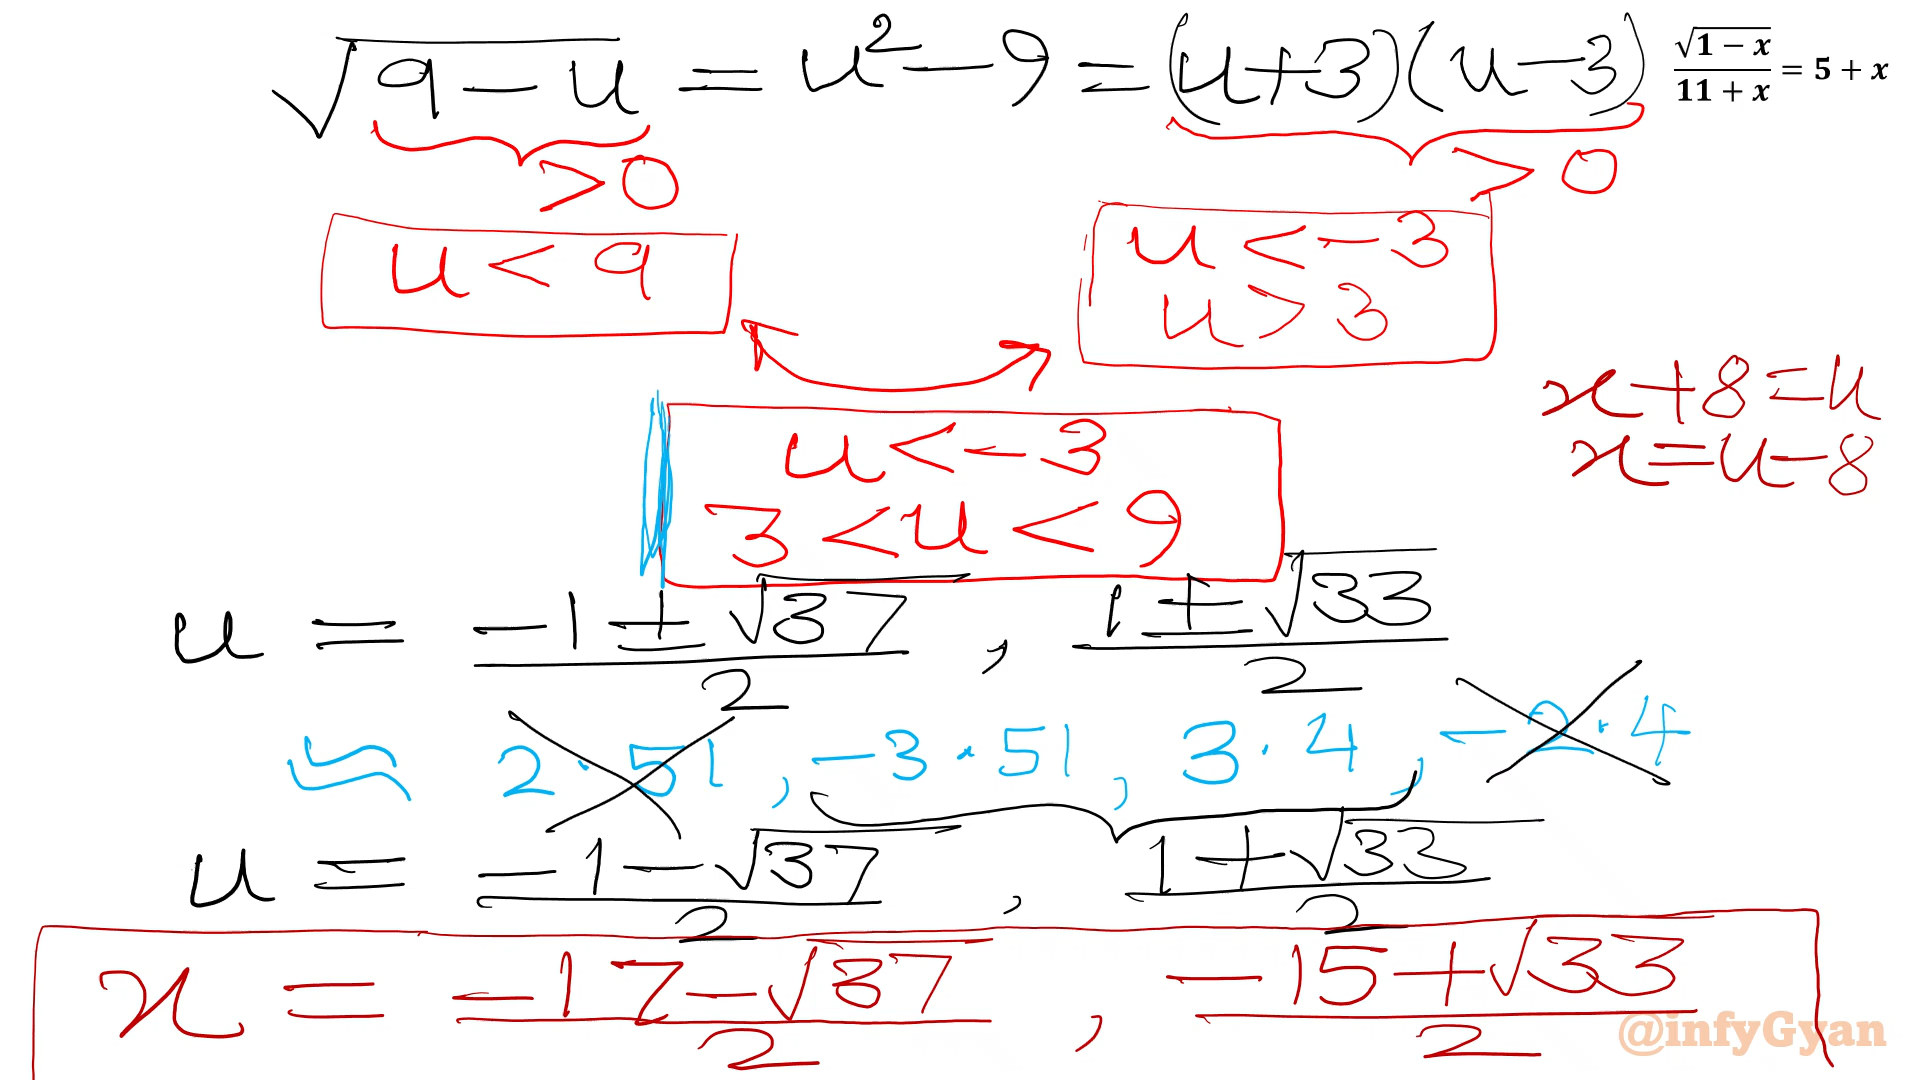 √(9 − u) = u² − 9 = (u+3)(u−3)
√(1 − x) / (11 + x) = 5 + x
> 0
> 0
u < 9
u < −3
u > 3
x + 8 = u
x = u − 8
u < −3
3 < u < 9
u = (−1 ± √37)/2 , (1 ± √33)/2
≈ 2.51 , −3.51 , 3.4 , −2.4
u = (−1 − √37)/2 , (1 + √33)/2
x = (−17 − √37)/2 , (−15 + √33)/2
@infyGyan